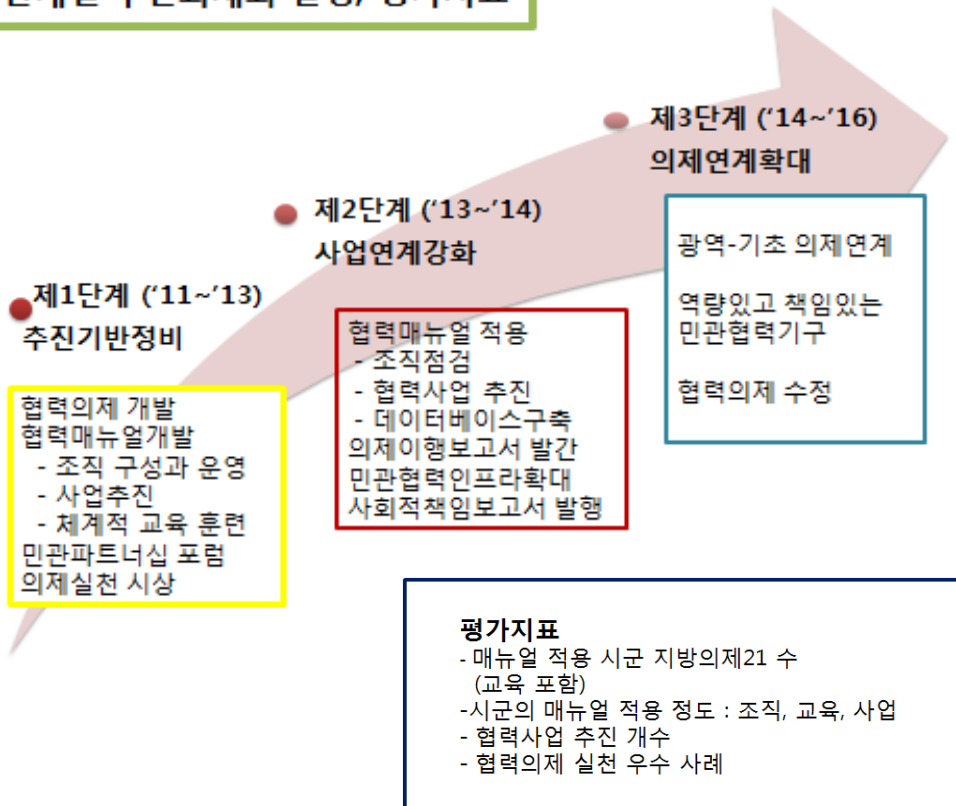 제3단계 (‘14~’16)
의제연계확대
제2단계 (‘13~’14)
사업연계강화
제1단계 (‘11~’13)
추진기반정비
협력의제 개발
협력매뉴얼개발
- 조직 구성과 운영
- 사업추진
- 체계적 교육 훈련
민관파트너십 포럼
의제실천 시상
협력매뉴얼 적용
- 조직점검
- 협력사업 추진
- 데이터베이스구축
의제이행보고서 발간
민관협력인프라확대
사회적책임보고서 발행
광역-기초 의제연계
역량있고 책임있는
민관협력기구
협력의제 수정
평가지표
- 매뉴얼 적용 시군 지방의제21 수
(교육 포함)
-시군의 매뉴얼 적용 정도 : 조직, 교육, 사업
- 협력사업 추진 개수
- 협력의제 실천 우수 사례